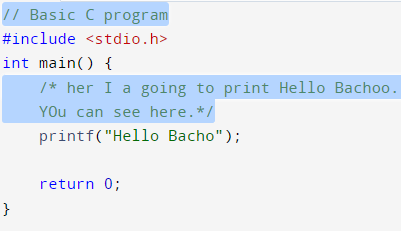 // Basic C program
#include <stdio.h>
int main() {
    /* her I a going to print Hello Bachoo.
    YOu can see here.*/
    printf("Hello Bacho");

    return 0;
}